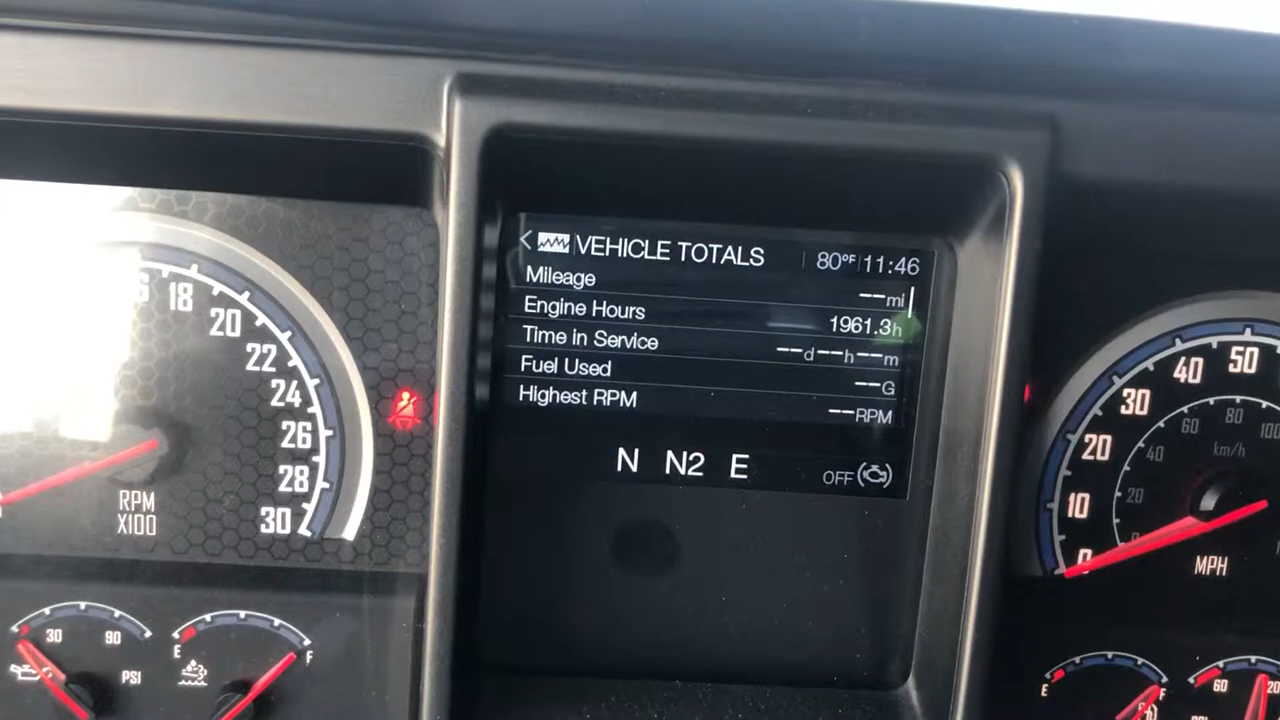 VEHICLE TOTALS 80°F 11:46
Mileage --mi
Engine Hours 1961.3h
Time in Service --d--h--m
Fuel Used --G
Highest RPM --RPM
N N2 E OFF
18
20
22
24
26
28
30
RPM
X100
30 90
PSI
E F
0 10 20 30 40 50
20 40 60 80 100
km/h
MPH
E F
60